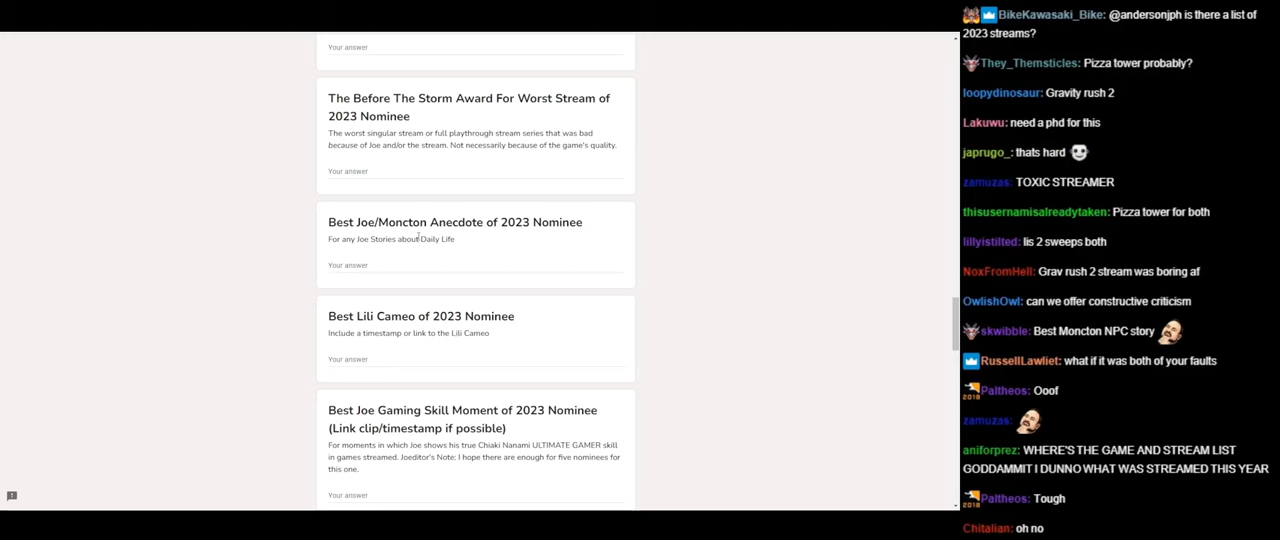 Your answer
The Before The Storm Award For Worst Stream of
2023 Nominee
The worst singular stream or full playthrough stream series that was bad
because of Joe and/or the stream. Not necessarily because of the game's quality.
Your answer
Best Joe/Moncton Anecdote of 2023 Nominee
For any Joe Stories about Daily Life
Your answer
Best Lili Cameo of 2023 Nominee
Include a timestamp or link to the Lili Cameo
Your answer
Best Joe Gaming Skill Moment of 2023 Nominee
(Link clip/timestamp if possible)
For moments in which Joe shows his true Chiaki Nanami ULTIMATE GAMER skill
in games streamed. Joeditor's Note: I hope there are enough for five nominees for
this one.
Your answer
BikeKawasaki_Bike: @andersonjph is there a list of
2023 streams?
They_Themsticles: Pizza tower probably?
loopydinosaur: Gravity rush 2
Lakuwu: need a phd for this
japrugo_: thats hard
zamuzas: TOXIC STREAMER
thisusernamisalreadytaken: Pizza tower for both
lillyistilted: lis 2 sweeps both
NoxFromHell: Grav rush 2 stream was boring af
OwlishOwl: can we offer constructive criticism
skwibble: Best Moncton NPC story
RussellLawliet: what if it was both of your faults
2018 Paltheos: Ooof
zamuzas:
aniforprez: WHERE'S THE GAME AND STREAM LIST
GODDAMMIT I DUNNO WHAT WAS STREAMED THIS YEAR
2018 Paltheos: Tough
Chitalian: oh no